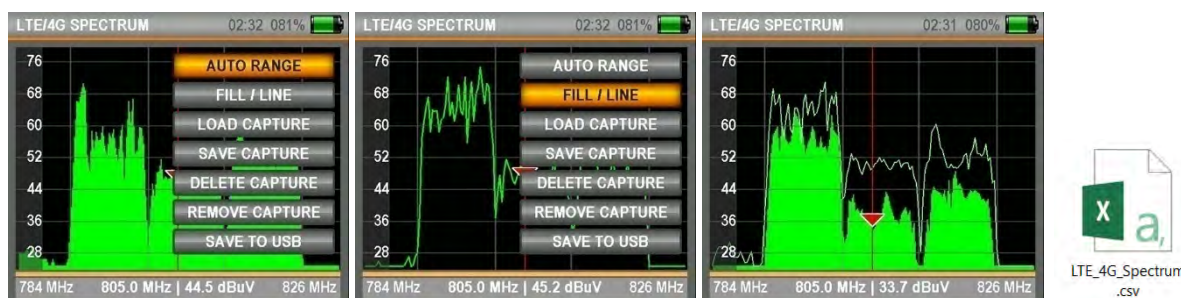 LTE/4G SPECTRUM 02:32 081%
76
68
60
52
44
36
28
AUTO RANGE
FILL / LINE
LOAD CAPTURE
SAVE CAPTURE
DELETE CAPTURE
REMOVE CAPTURE
SAVE TO USB
784 MHz 805.0 MHz | 44.5 dBuV 826 MHz
LTE/4G SPECTRUM 02:32 081%
76
68
60
52
44
36
28
AUTO RANGE
FILL / LINE
LOAD CAPTURE
SAVE CAPTURE
DELETE CAPTURE
REMOVE CAPTURE
SAVE TO USB
784 MHz 805.0 MHz | 45.2 dBuV 826 MHz
LTE/4G SPECTRUM 02:31 080%
76
68
60
52
44
36
28
784 MHz 805.0 MHz | 33.7 dBuV 826 MHz
X
a,
LTE_4G_Spectrum
.csv